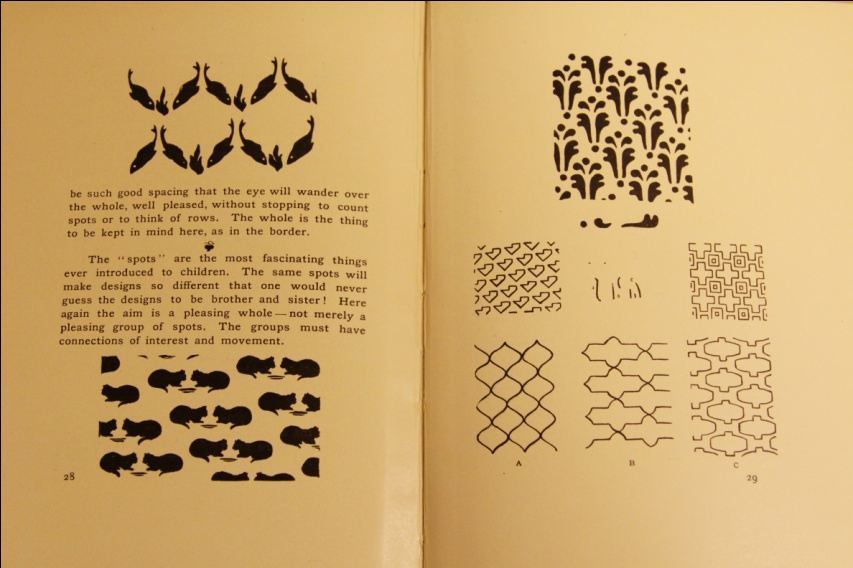 be such good spacing that the eye will wander over
the whole, well pleased, without stopping to count
spots or to think of rows. The whole is the thing
to be kept in mind here, as in the border.
The "spots" are the most fascinating things
ever introduced to children. The same spots will
make designs so different that one would never
guess the designs to be brother and sister! Here
again the aim is a pleasing whole—not merely a
pleasing group of spots. The groups must have
connections of interest and movement.
28
A
B
C
29